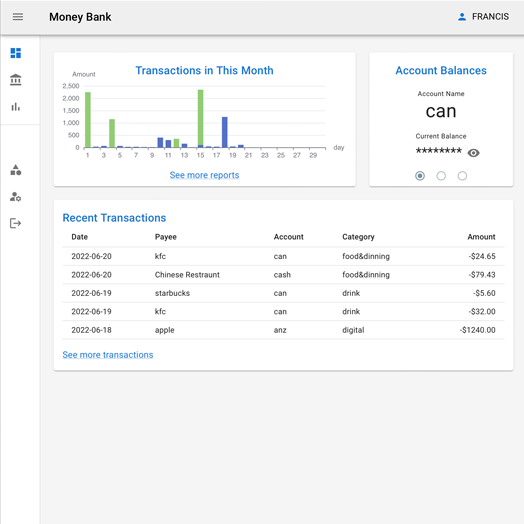 Money Bank
FRANCIS
Transactions in This Month
Amount
2,500
2,000
1,500
1,000
500
0
1 3 5 7 9 11 13 15 17 19 21 23 25 27 29
day
See more reports
Account Balances
Account Name
can
Current Balance
********
Recent Transactions
Date Payee Account Category Amount
2022-06-20 kfc can food&dinning -$24.65
2022-06-20 Chinese Restraunt cash food&dinning -$79.43
2022-06-19 starbucks can drink -$5.60
2022-06-19 kfc can drink -$32.00
2022-06-18 apple anz digital -$1240.00
See more transactions